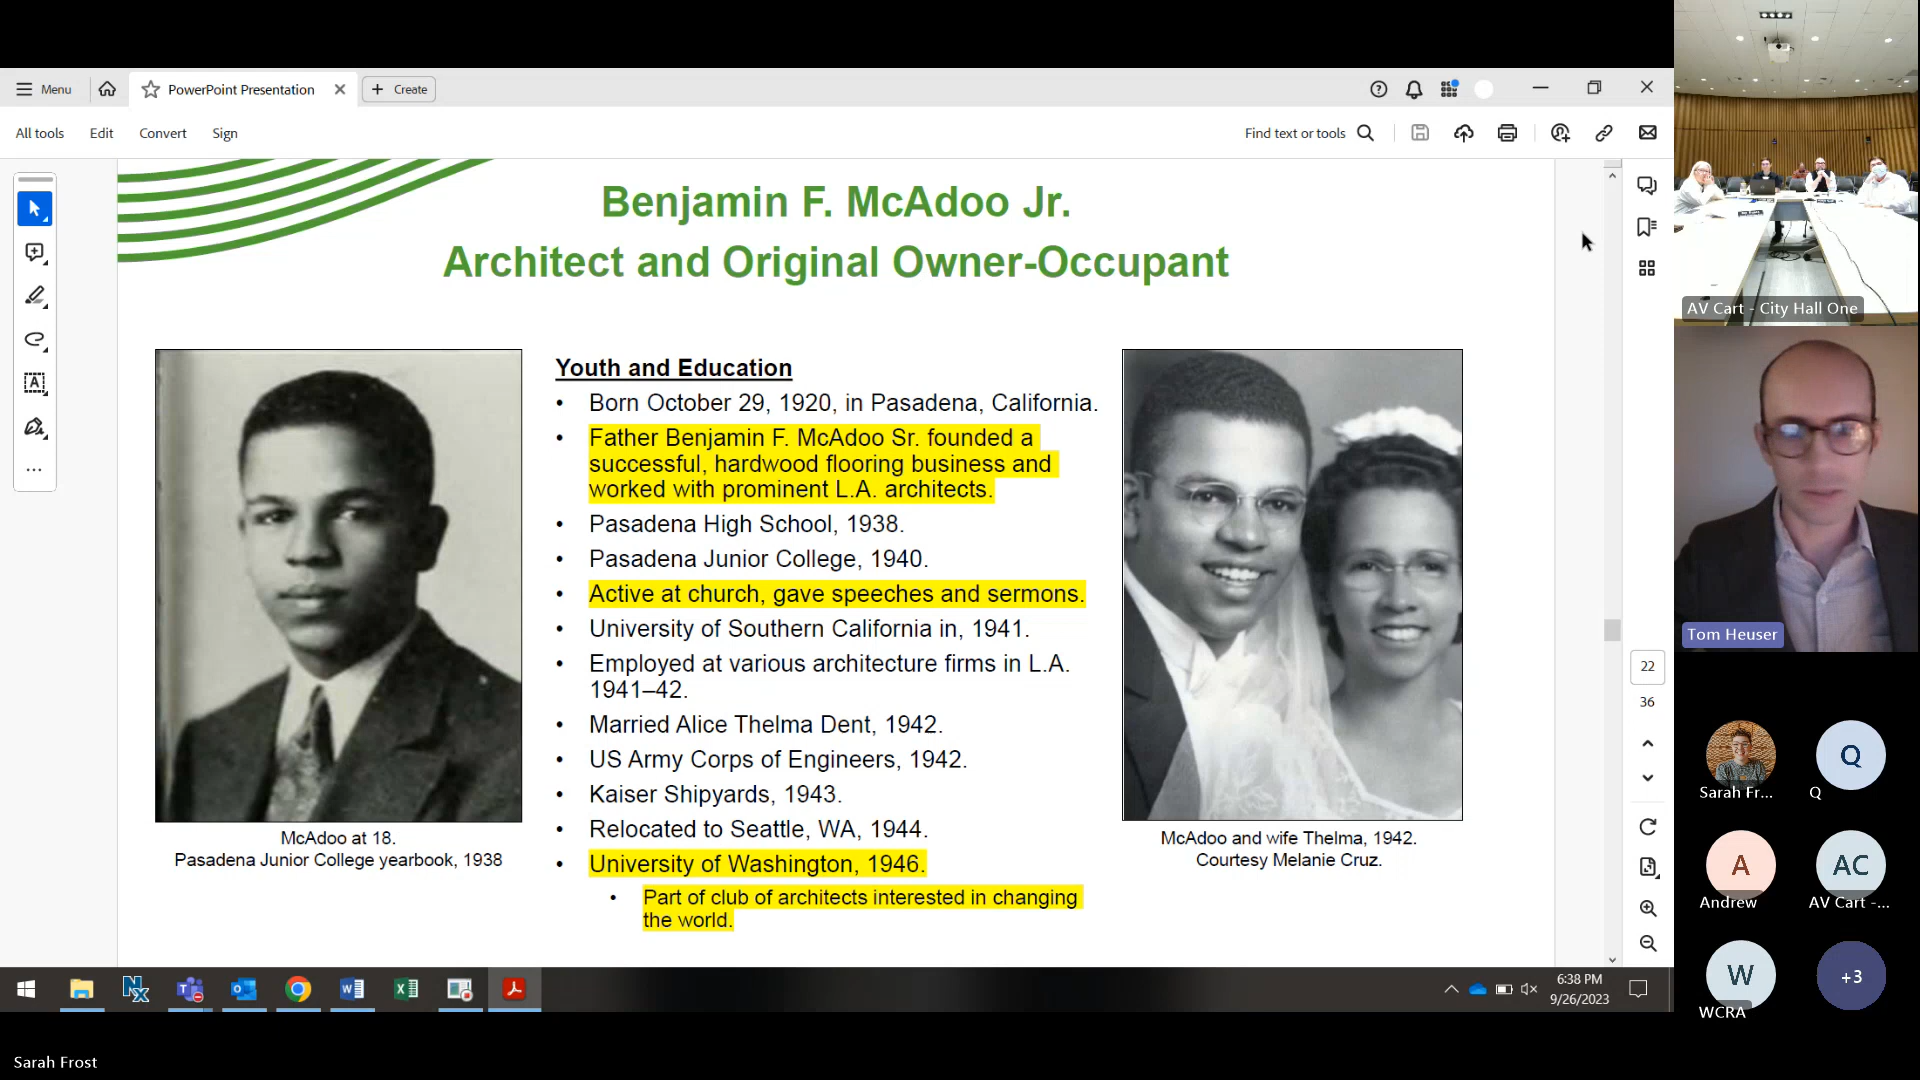 Menu
PowerPoint Presentation
Create
All tools
Edit
Convert
Sign
Find text or tools
Benjamin F. McAdoo Jr.
Architect and Original Owner-Occupant
Youth and Education
• Born October 29, 1920, in Pasadena, California.
• Father Benjamin F. McAdoo Sr. founded a
successful, hardwood flooring business and
worked with prominent L.A. architects.
• Pasadena High School, 1938.
• Pasadena Junior College, 1940.
• Active at church, gave speeches and sermons.
• University of Southern California in, 1941.
• Employed at various architecture firms in L.A.
1941–42.
• Married Alice Thelma Dent, 1942.
• US Army Corps of Engineers, 1942.
• Kaiser Shipyards, 1943.
• Relocated to Seattle, WA, 1944.
• University of Washington, 1946.
• Part of club of architects interested in changing
the world.
McAdoo at 18.
Pasadena Junior College yearbook, 1938
McAdoo and wife Thelma, 1942.
Courtesy Melanie Cruz.
22
36
AV Cart - City Hall One
Tom Heuser
Sarah Fr...
Q
Q
A
Andrew
AC
AV Cart -...
W
WCRA
+3
6:38 PM
9/26/2023
Sarah Frost